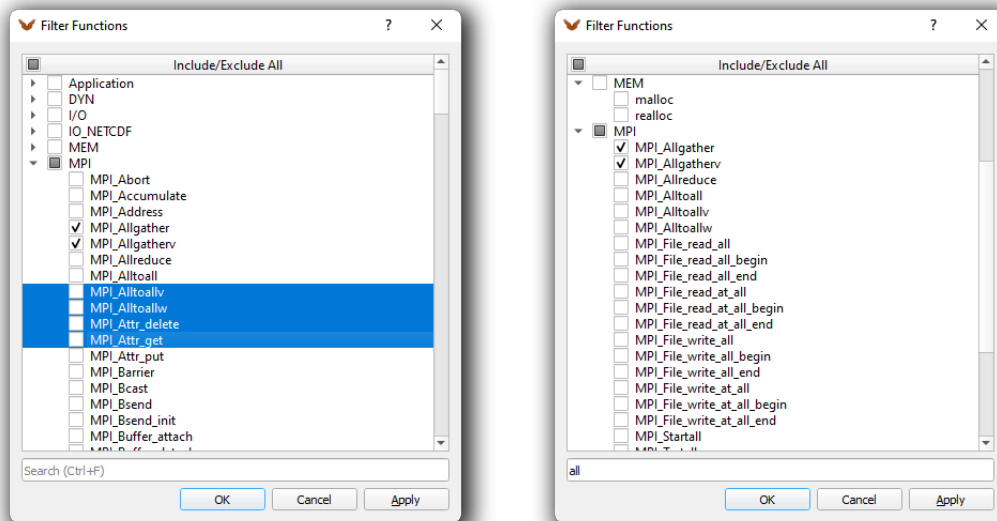 Filter Functions
?
Include/Exclude All
Application
DYN
I/O
IO_NETCDF
MEM
MPI
MPI_Abort
MPI_Accumulate
MPI_Address
MPI_Allgather
MPI_Allgatherv
MPI_Allreduce
MPI_Alltoall
MPI_Alltoallv
MPI_Alltoallw
MPI_Attr_delete
MPI_Attr_get
MPI_Attr_put
MPI_Barrier
MPI_Bcast
MPI_Bsend
MPI_Bsend_init
MPI_Buffer_attach
Search (Ctrl+F)
OK Cancel Apply
Filter Functions
?
Include/Exclude All
MEM
malloc
realloc
MPI
MPI_Allgather
MPI_Allgatherv
MPI_Allreduce
MPI_Alltoall
MPI_Alltoallv
MPI_Alltoallw
MPI_File_read_all
MPI_File_read_all_begin
MPI_File_read_all_end
MPI_File_read_at_all
MPI_File_read_at_all_begin
MPI_File_read_at_all_end
MPI_File_write_all
MPI_File_write_all_begin
MPI_File_write_all_end
MPI_File_write_at_all
MPI_File_write_at_all_begin
MPI_File_write_at_all_end
MPI_Startall
all
OK Cancel Apply